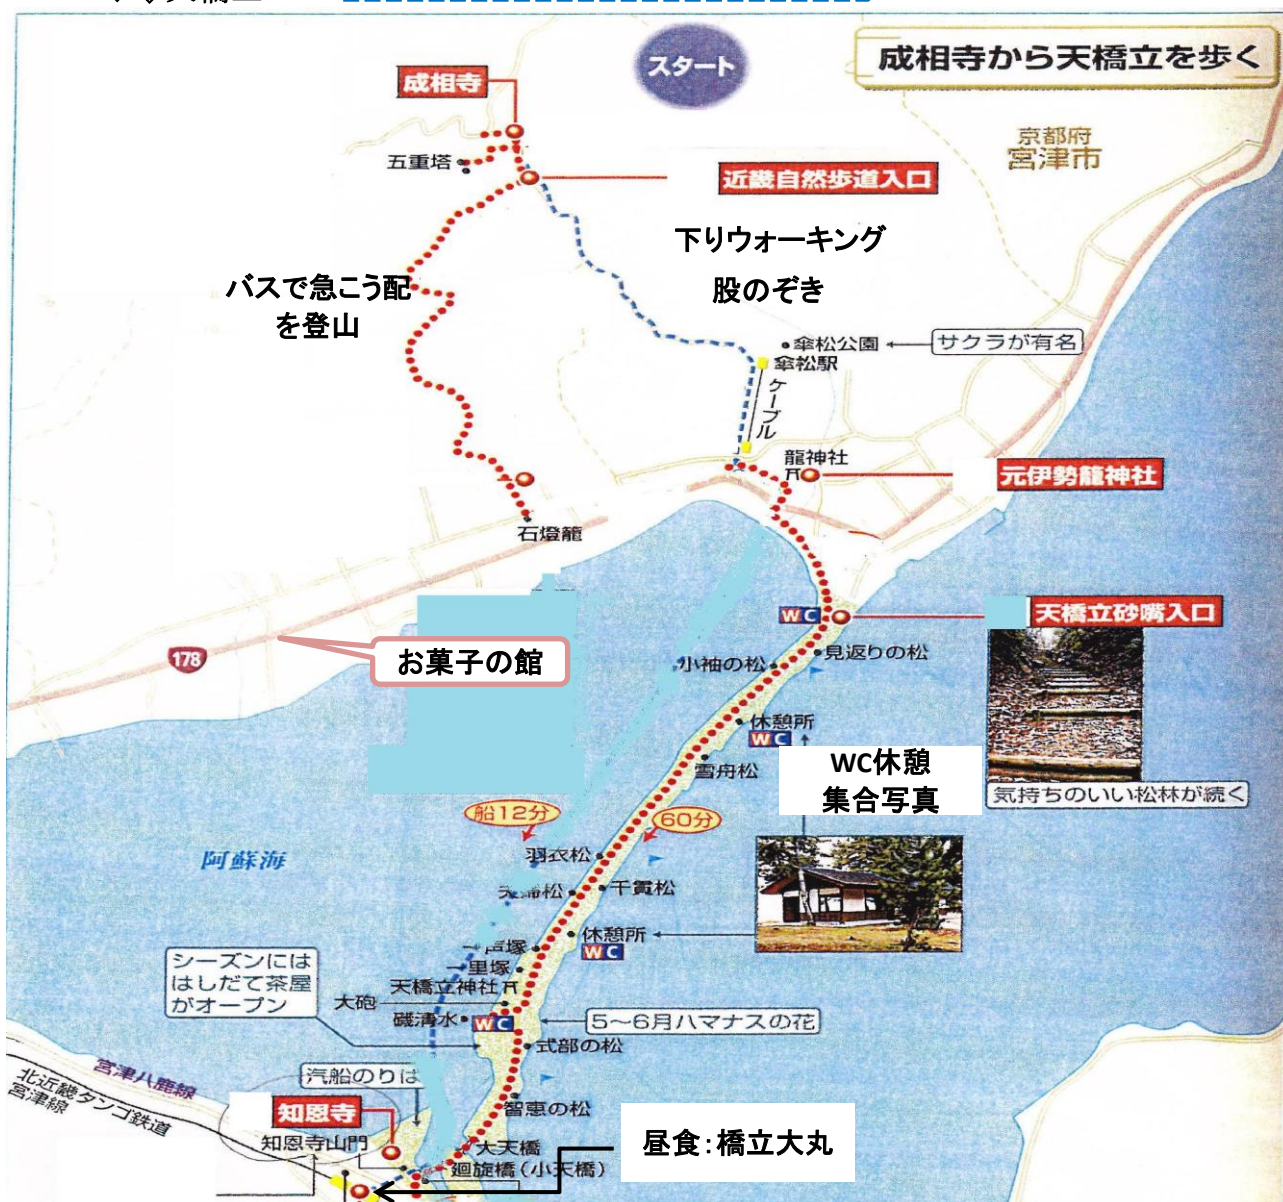 成相寺から天橋立を歩く
スタート
成相寺
京都府
宮津市
五重塔
近畿自然歩道入口
下りウォーキング
股のぞき
バスで急こう配
を登山
傘松公園
サクラが有名
傘松駅
ケーブル
籠神社
元伊勢籠神社
石燈籠
WC
天橋立砂嘴入口
178
お菓子の館
小袖の松
見返りの松
休憩所
WC
雪舟松
WC休憩
集合写真
気持ちのいい松林が続く
船12分
60分
阿蘇海
羽衣松
千貫松
休憩所
WC
シーズンには
はしだて茶屋
がオープン
里塚
天橋立神社
大砲
磯清水
WC
5～6月ハマナスの花
式部の松
宮津八鹿線
北近畿タンゴ鉄道
宮津線
汽船のりば
智恵の松
知恩寺
知恩寺山門
大天橋
廻旋橋(小天橋)
昼食：橋立大丸